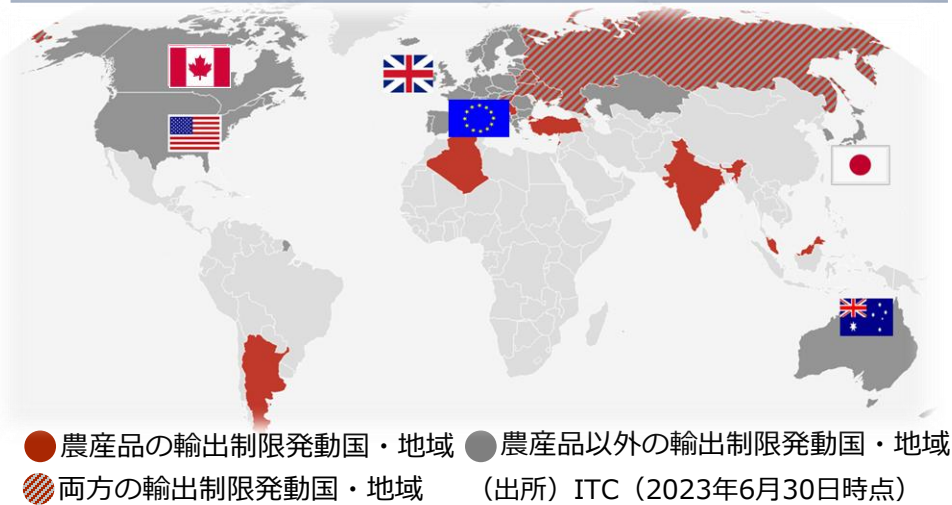 農産品の輸出制限発動国・地域
農産品以外の輸出制限発動国・地域
両方の輸出制限発動国・地域
（出所）ITC（2023年6月30日時点）